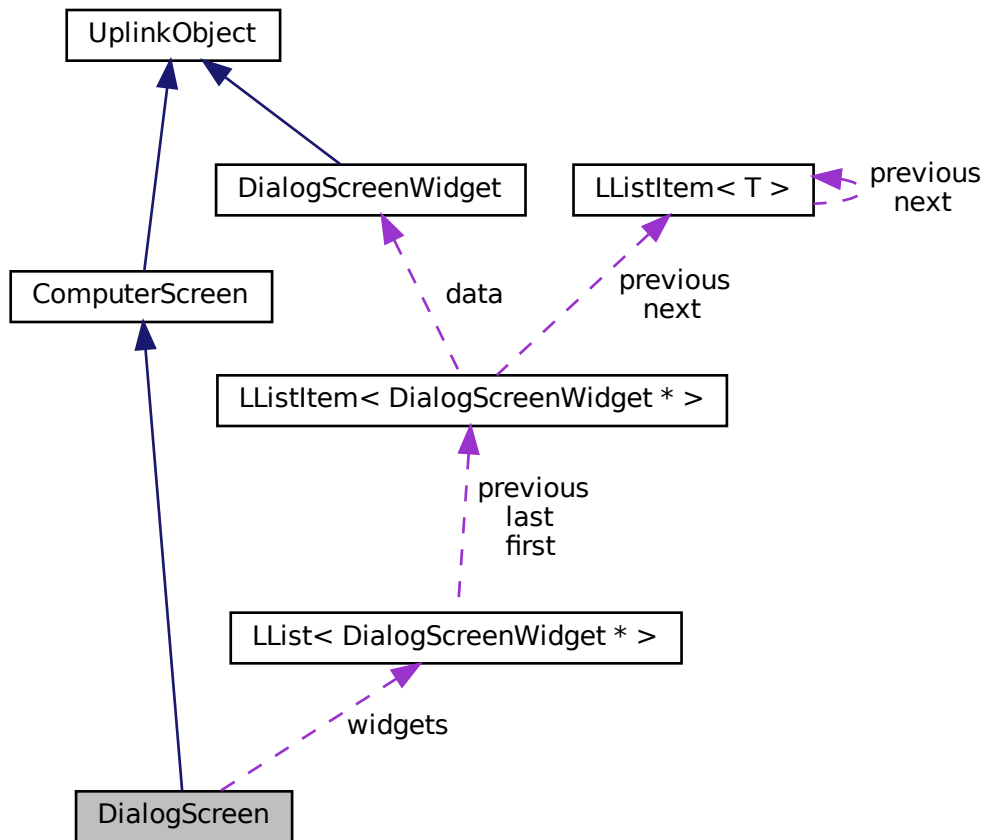 UplinkObject
DialogScreenWidget
LListItem< T >
previous
next
ComputerScreen
data
previous
next
LListItem< DialogScreenWidget * >
previous
last
first
LList< DialogScreenWidget * >
widgets
DialogScreen